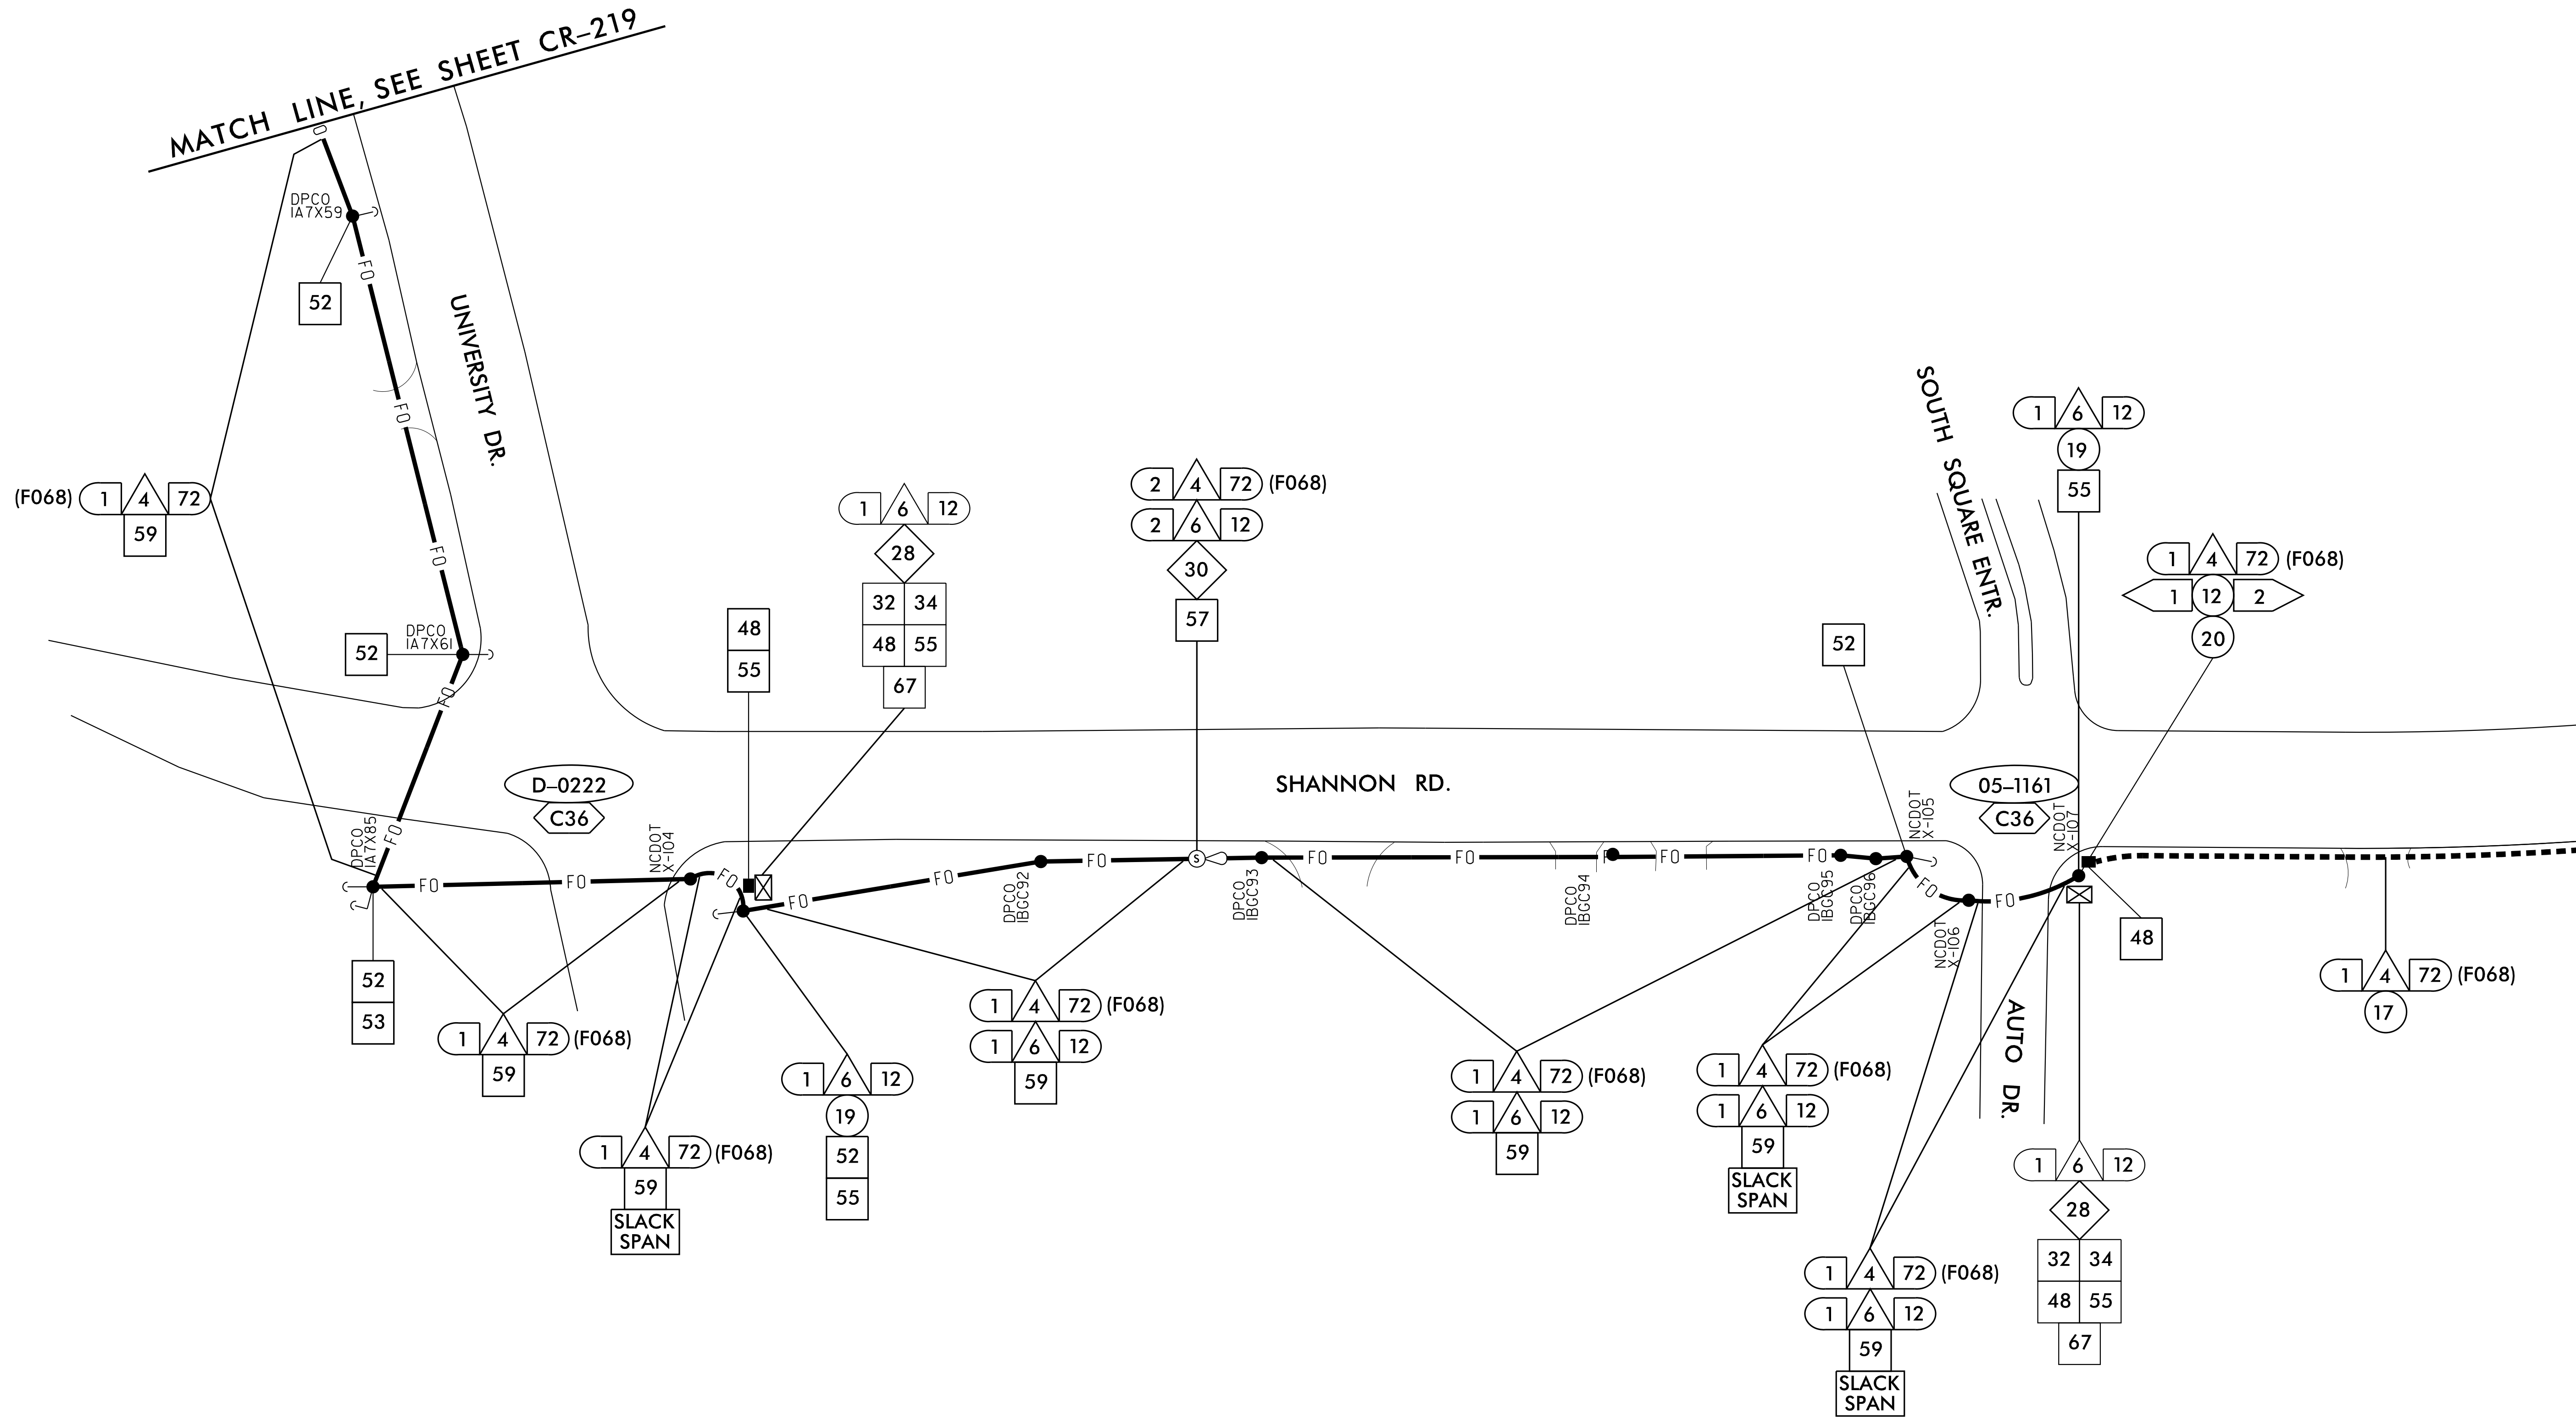 MATCH LINE, SEE SHEET CR-219
DPCO
IA7X59
52
FO
FO
UNIVERSITY DR.
(F068) 1 4 72
59
FO
52
DPCO
IA7X61
FO
FO
DPCO
IA7X85
52
53
D-0222
C36
FO
FO
NCDOT
X-104
FO
1 4 72 (F068)
59
1 4 72 (F068)
59
SLACK
SPAN
48
55
1 6 12
28
32 34
48 55
67
1 6 12
19
52
55
FO
FO
DPCO
IBGC92
FO
1 4 72 (F068)
1 6 12
59
2 4 72 (F068)
2 6 12
30
57
S
DPCO
IBGC93
SHANNON RD.
FO
FO
F
DPCO
IBGC94
FO
FO
1 4 72 (F068)
1 6 12
59
DPCO
IBGC95
DPCO
IBGC96
52
NCDOT
X-105
SOUTH SQUARE ENTR.
FO
NCDOT
X-106
FO
1 4 72 (F068)
1 6 12
59
SLACK
SPAN
1 4 72 (F068)
1 6 12
59
SLACK
SPAN
05-1161
C36
AUTO DR.
NCDOT
X-107
1 6 12
19
55
1 4 72 (F068)
1 12 2
20
48
1 6 12
28
32 34
48 55
67
1 4 72 (F068)
17